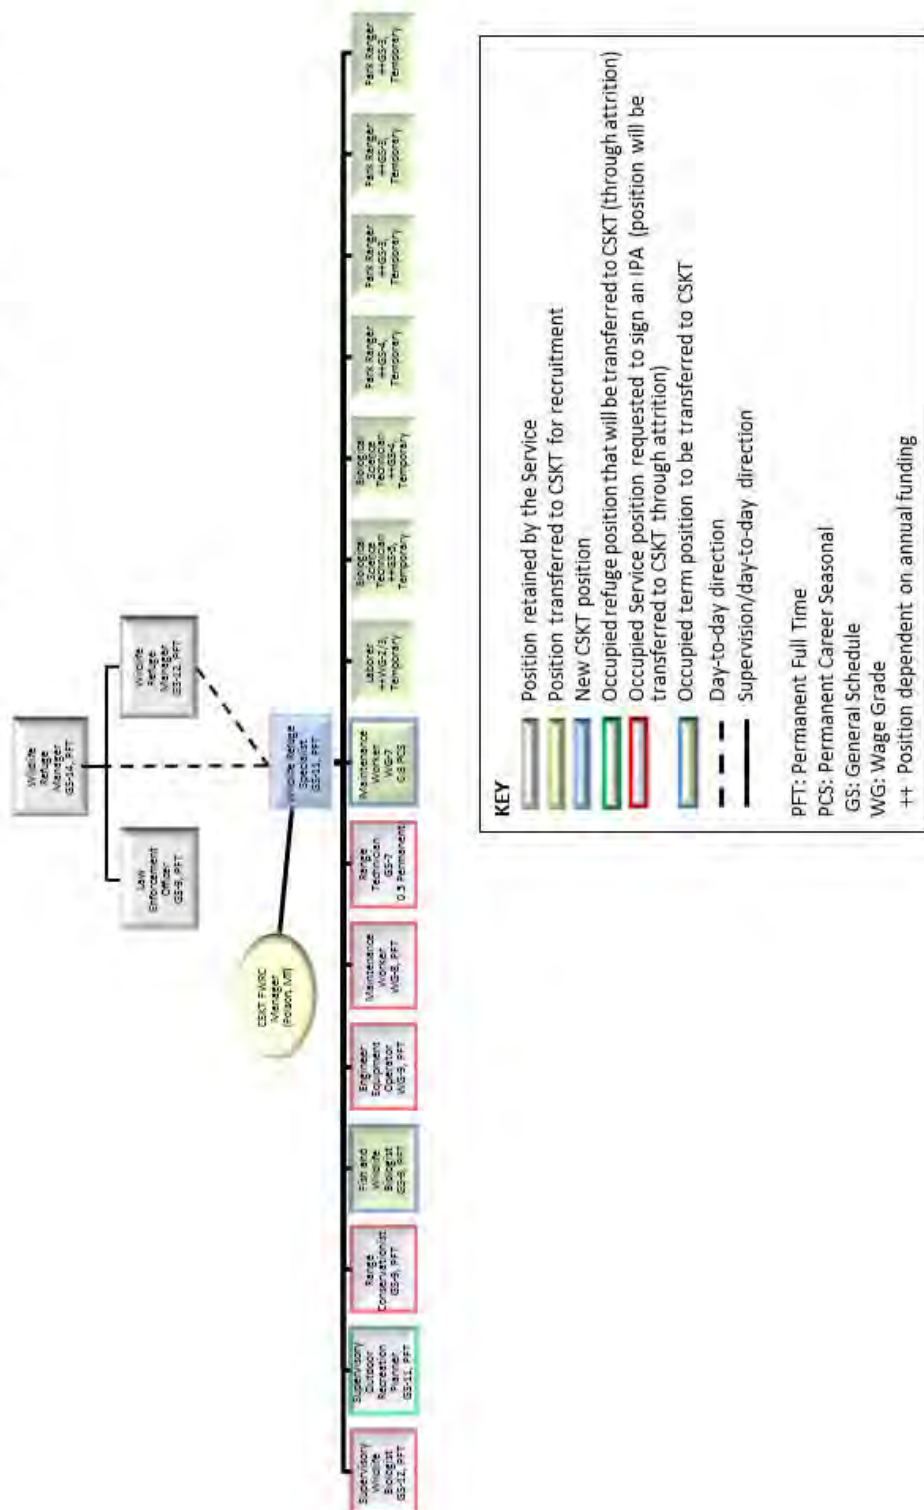 Wildlife
Refuge
Manager
GS-14, PFT
Law
Enforcement
Officer
GS-9, PFT
Wildlife
Refuge
Manager
GS-12, PFT
CSKT FWRC
Manager
(Polson, MT)
Wildlife Refuge
Specialist
GS-11, PFT
Supervisory
Wildlife
Biologist
GS-12, PFT
Supervisory
Outdoor
Recreation
Planner
GS-11, PFT
Range
Conservationist
GS-9, PFT
Fish and
Wildlife
Biologist
PFT
Engineer
Equipment
Operator
WG-9, PFT
Maintenance
Worker
WG-8, PFT
Range
Technician
GS-7
0.5 Permanent
Maintenance
Worker
WG-7
PCS
Laborer
++WG-2/3,
Temporary
Biological
Science
Technician
++GS-5,
Temporary
Biological
Science
Technician
++GS-4,
Temporary
Park Ranger
++GS-4,
Temporary
Park Ranger
++GS-3,
Temporary
Park Ranger
++GS-3,
Temporary
Park Ranger
++GS-3,
Temporary
KEY
Position retained by the Service
Position transferred to CSKT for recruitment
New CSKT position
Occupied refuge position that will be transferred to CSKT (through attrition)
Occupied Service position requested to sign an IPA (position will be
transferred to CSKT through attrition)
Occupied term position to be transferred to CSKT
Day-to-day direction
Supervision/day-to-day direction
PFT: Permanent Full Time
PCS: Permanent Career Seasonal
GS: General Schedule
WG: Wage Grade
++ Position dependent on annual funding